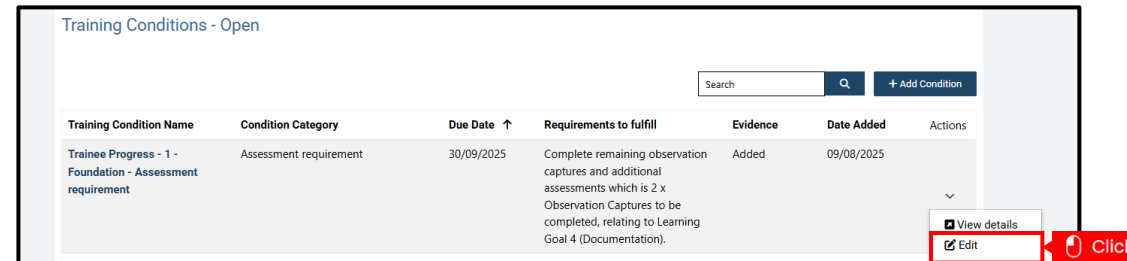 Training Conditions - Open
Search
+ Add Condition
Training Condition Name Condition Category Due Date ↑ Requirements to fulfill Evidence Date Added Actions
Trainee Progress - 1 - Assessment requirement 30/09/2025 Complete remaining observation Added 09/08/2025
Foundation - Assessment captures and additional
requirement assessments which is 2 x
Observation Captures to be
completed, relating to Learning
Goal 4 (Documentation).
View details
Edit
Clic